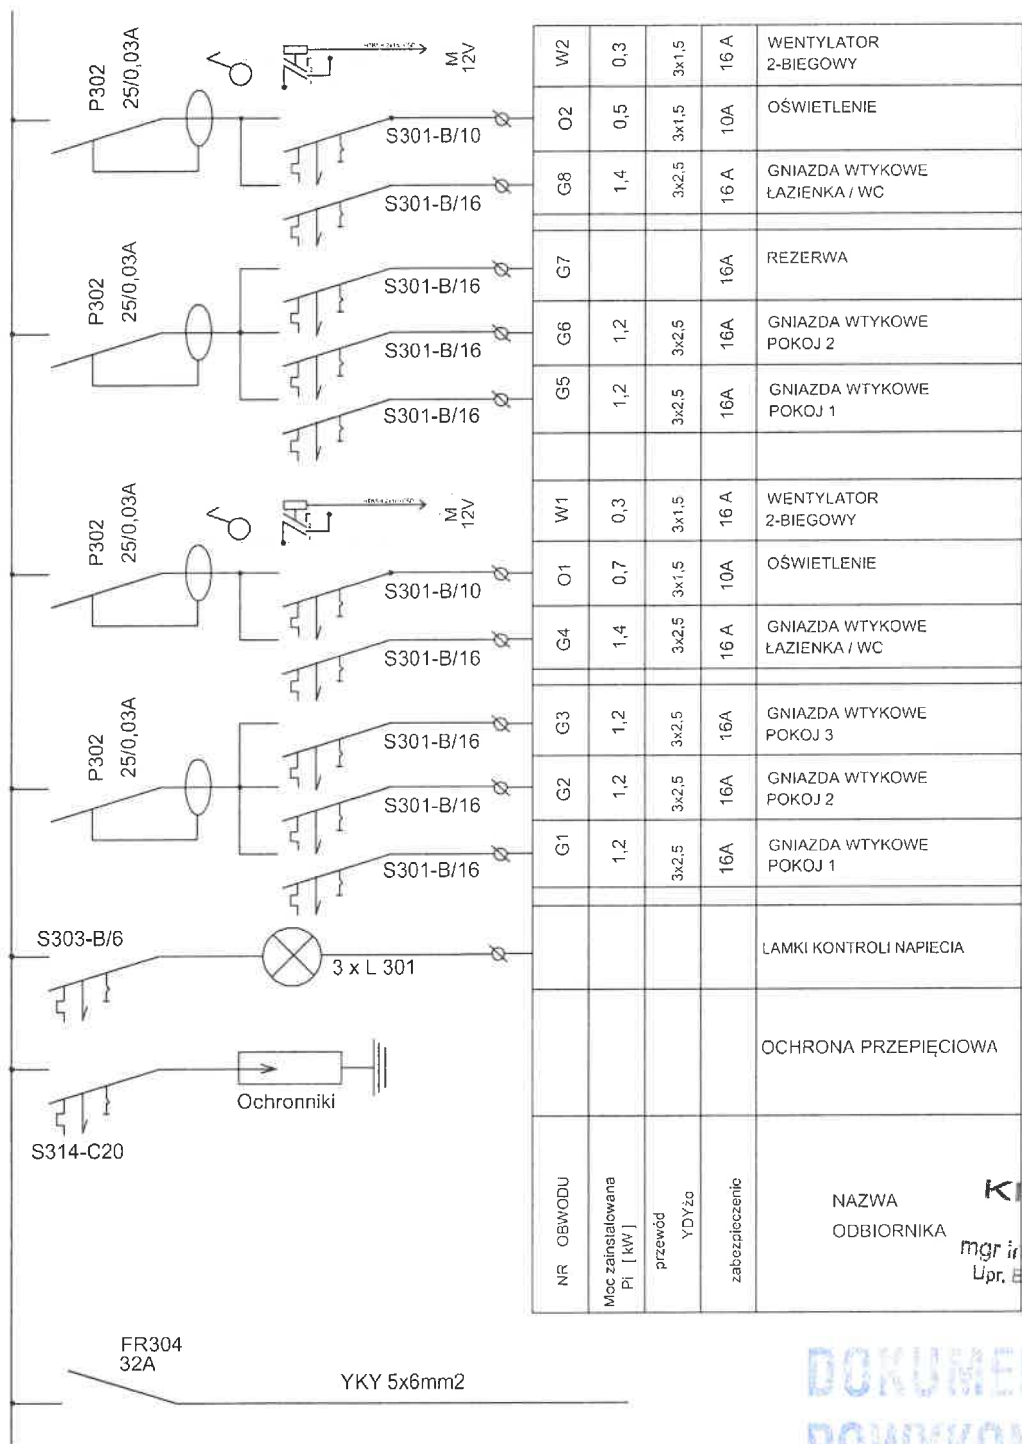 P302
25/0,03A
M
12V
S301-B/10
S301-B/16
W2 0,3 3x1,5 16 A WENTYLATOR
2-BIEGOWY
O2 0,5 3x1,5 10A OŚWIETLENIE
G8 1,4 3x2,5 16 A GNIAZDA WTYKOWE
ŁAZIENKA / WC
P302
25/0,03A
S301-B/16
S301-B/16
S301-B/16
G7 16A REZERWA
G6 1,2 3x2,5 16A GNIAZDA WTYKOWE
POKOJ 2
G5 1,2 3x2,5 16A GNIAZDA WTYKOWE
POKOJ 1
P302
25/0,03A
M
12V
S301-B/10
S301-B/16
W1 0,3 3x1,5 16 A WENTYLATOR
2-BIEGOWY
O1 0,7 3x1,5 10A OŚWIETLENIE
G4 1,4 3x2,5 16 A GNIAZDA WTYKOWE
ŁAZIENKA / WC
P302
25/0,03A
S301-B/16
S301-B/16
S301-B/16
G3 1,2 3x2,5 16A GNIAZDA WTYKOWE
POKOJ 3
G2 1,2 3x2,5 16A GNIAZDA WTYKOWE
POKOJ 2
G1 1,2 3x2,5 16A GNIAZDA WTYKOWE
POKOJ 1
S303-B/6
3 x L 301
LAMKI KONTROLI NAPIECIA
Ochronniki
S314-C20
OCHRONA PRZEPIĘCIOWA
NR OBWODU
Moc zainstalowana
Pi [ kW ]
przewód
YDYżo
zabezpieczenie
NAZWA
ODBIORNIKA
mgr
Upr.
FR304
32A
YKY 5x6mm2